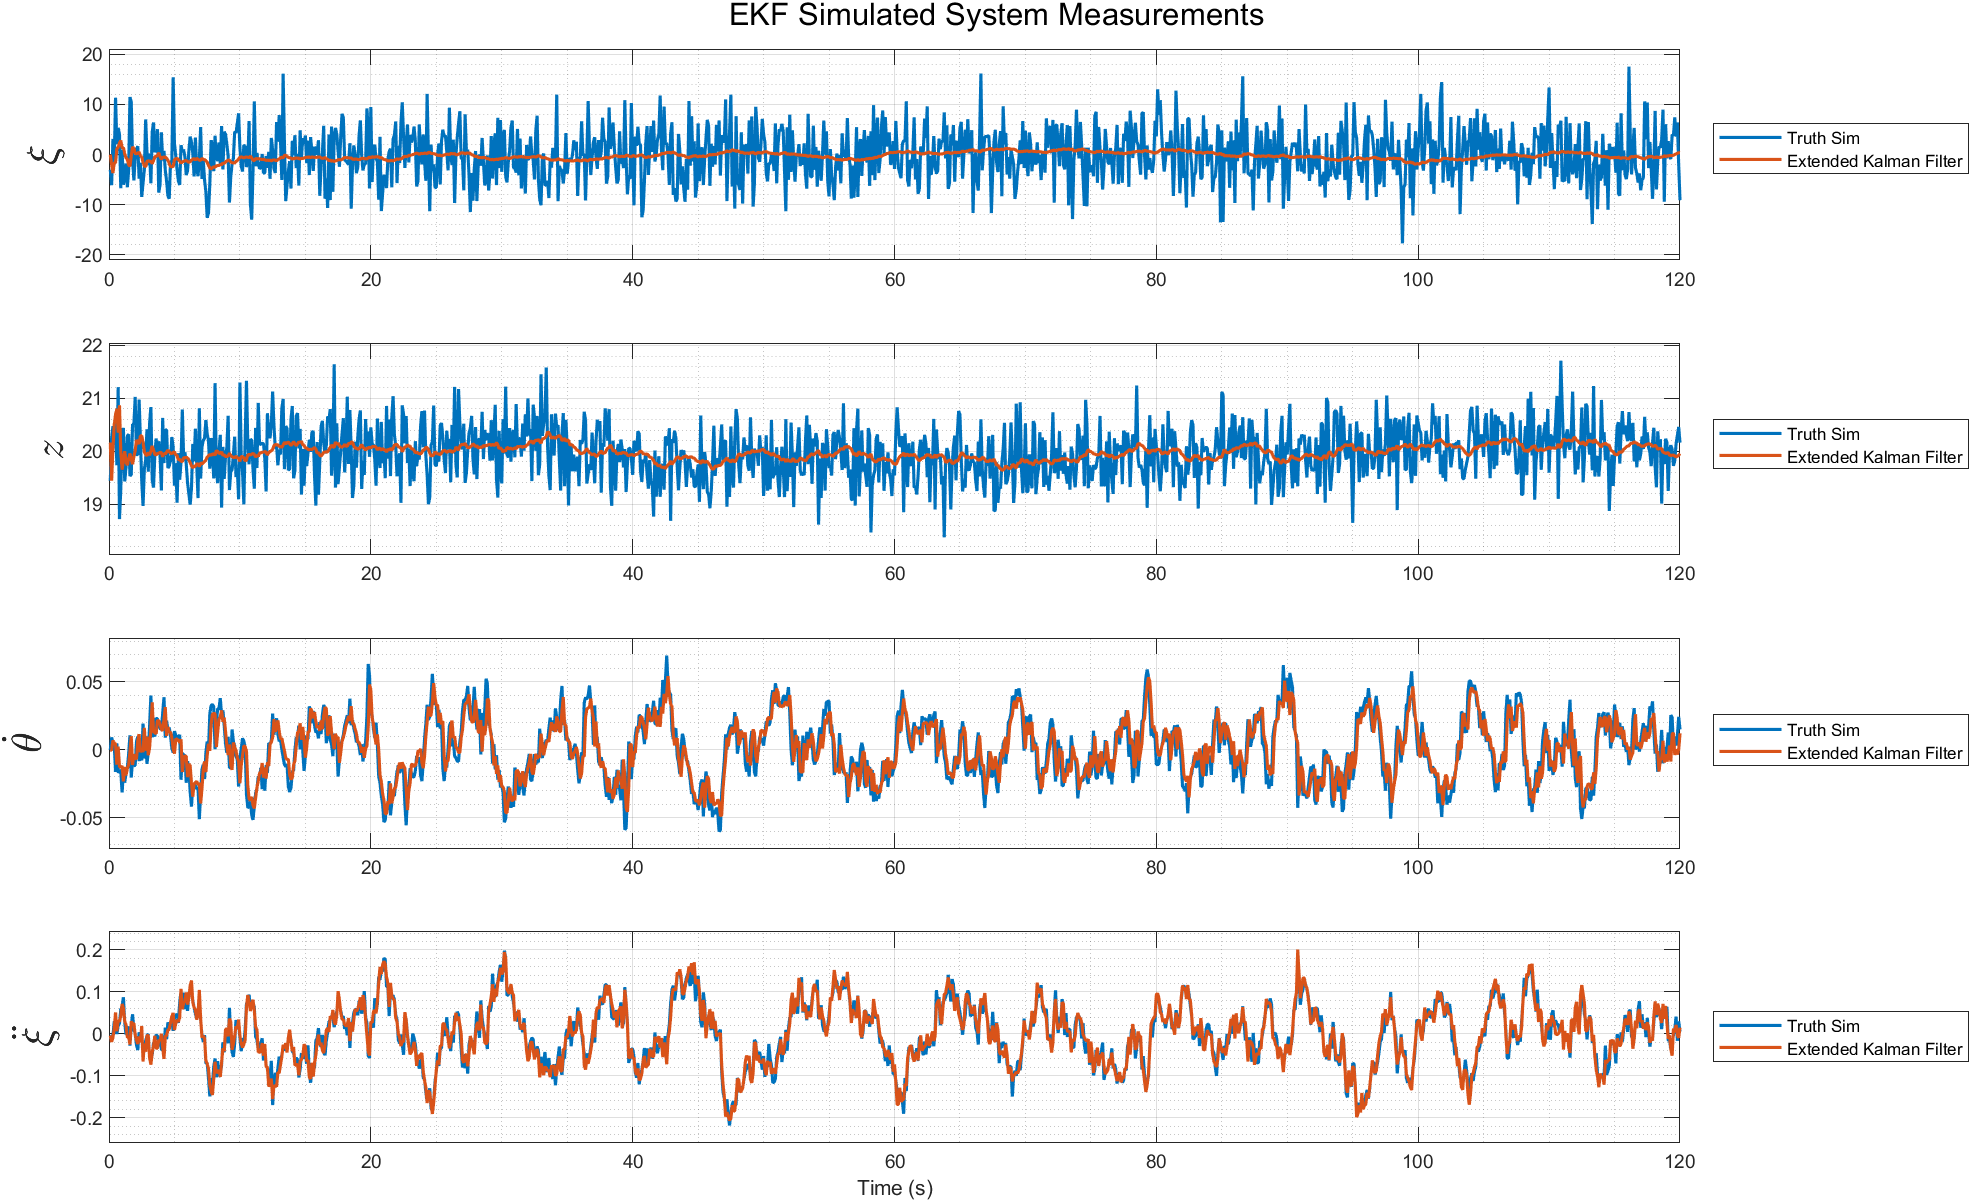 EKF Simulated System Measurements
20
10
0
-10
-20
ξ
0 20 40 60 80 100 120
Truth Sim
Extended Kalman Filter
22
21
20
19
z
0 20 40 60 80 100 120
Truth Sim
Extended Kalman Filter
0.05
0
-0.05
θ̇
0 20 40 60 80 100 120
Truth Sim
Extended Kalman Filter
0.2
0.1
0
-0.1
-0.2
ξ̈
0 20 40 60 80 100 120
Truth Sim
Extended Kalman Filter
Time (s)